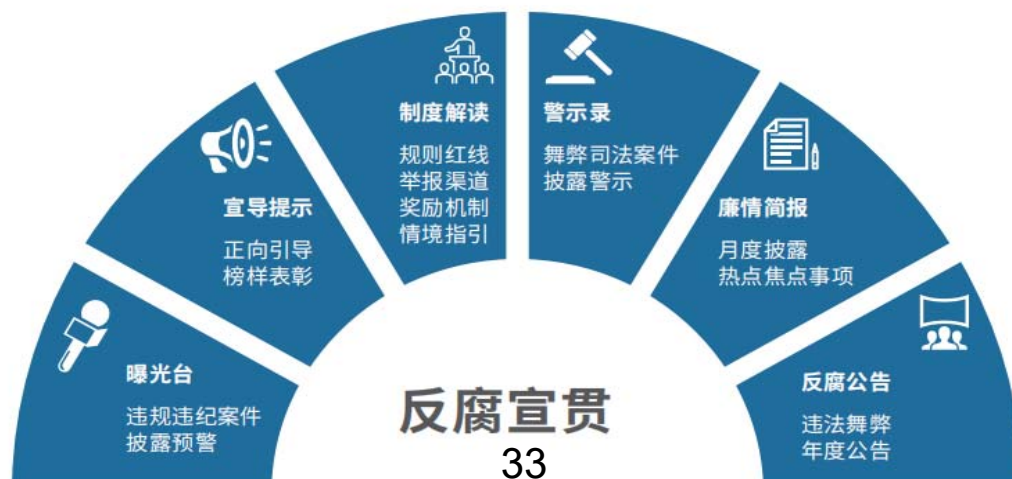 曝光台
违规违纪案件
披露预警
宣导提示
正向引导
榜样表彰
制度解读
规则红线
举报渠道
奖励机制
情境指引
警示录
舞弊司法案件
披露警示
廉情简报
月度披露
热点焦点事项
反腐公告
违法舞弊
年度公告
反腐宣贯
33